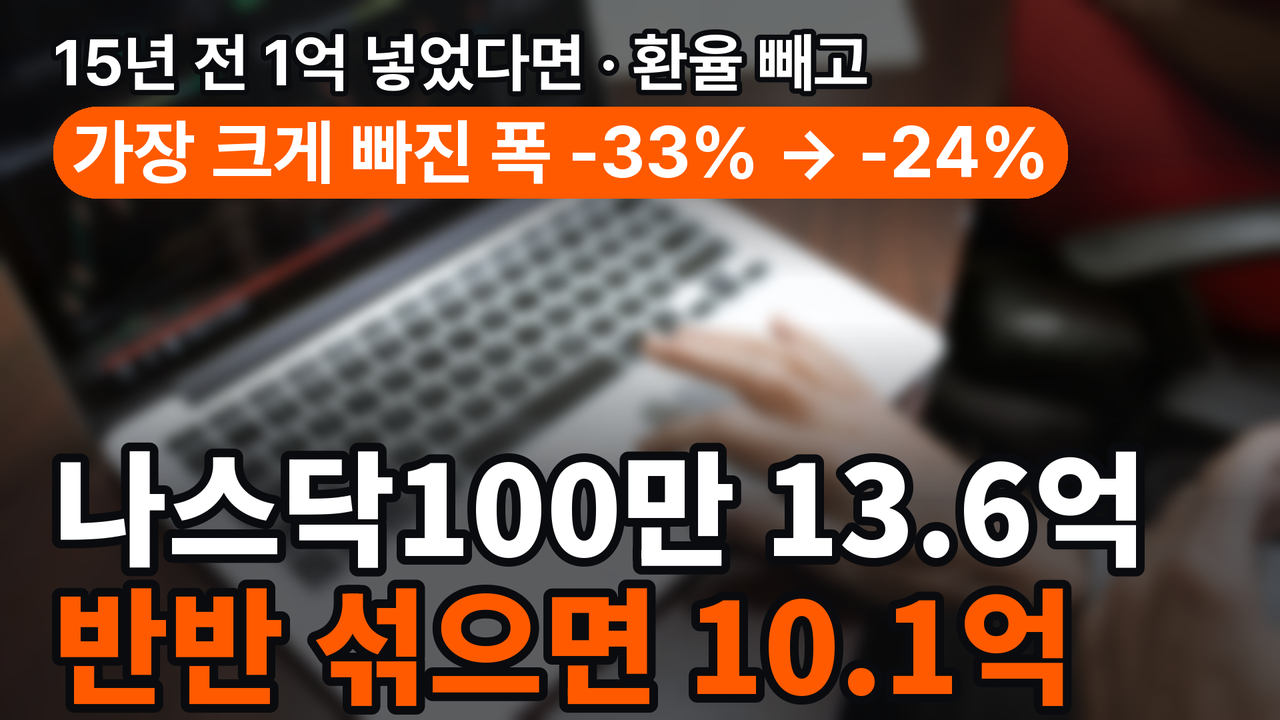 15년 전 1억 넣었다면 · 환율 빼고
가장 크게 빠진 폭 -33% → -24%
나스닥100만 13.6억
반반 섞으면 10.1억